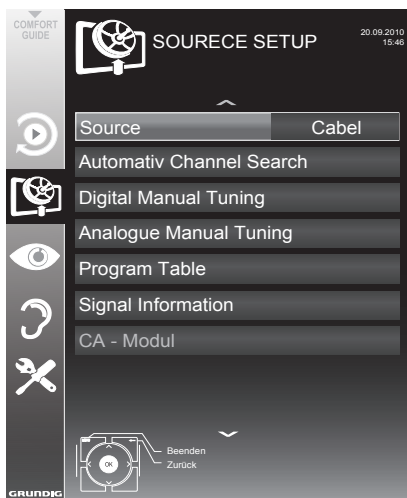 COMFORT
GUIDE
SOURECE SETUP
20.09.2010
15:46
Source Cabel
Automativ Channel Search
Digital Manual Tuning
Analogue Manual Tuning
Program Table
Signal Information
CA - Modul
OK
Beenden
Zurück
GRUNDIG